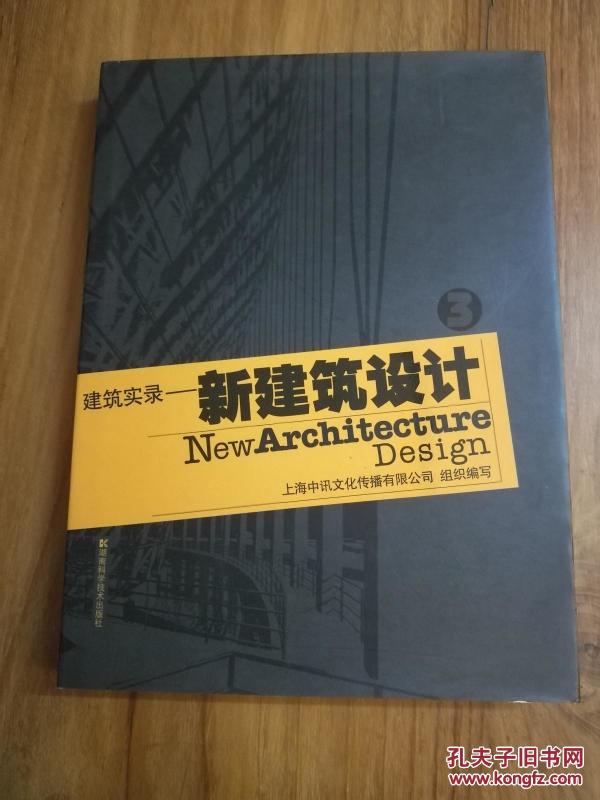 3
建筑实录—新建筑设计
NewArchitecture
Design
上海中讯文化传播有限公司 组织编写
湖南科学技术出版社
孔夫子旧书网
www.kongfz.com